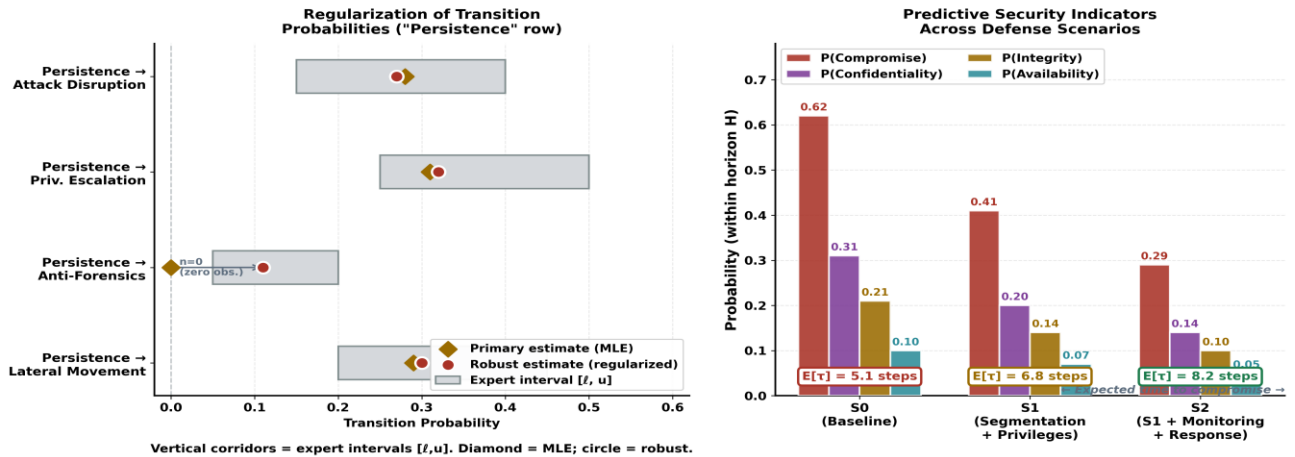 Regularization of Transition
Probabilities ("Persistence" row)
Persistence →
Attack Disruption
Persistence →
Priv. Escalation
n=0
(zero obs.)
Persistence →
Anti-Forensics
Persistence →
Lateral Movement
Primary estimate (MLE)
Robust estimate (regularized)
Expert interval [ℓ, u]
0.0 0.1 0.2 0.3 0.4 0.5 0.6
Transition Probability
Vertical corridors = expert intervals [ℓ,u]. Diamond = MLE; circle = robust.
Predictive Security Indicators
Across Defense Scenarios
P(Compromise) P(Integrity)
P(Confidentiality) P(Availability)
Probability (within horizon H)
0.7
0.6
0.5
0.4
0.3
0.2
0.1
0.0
0.62
0.31
0.21
0.10
0.41
0.20
0.14
0.07
0.29
0.14
0.10
0.05
E[τ] = 5.1 steps E[τ] = 6.8 steps E[τ] = 8.2 steps
Expected
mpromise →
S0
(Baseline)
S1
(Segmentation
+ Privileges)
S2
(S1 + Monitoring
+ Response)